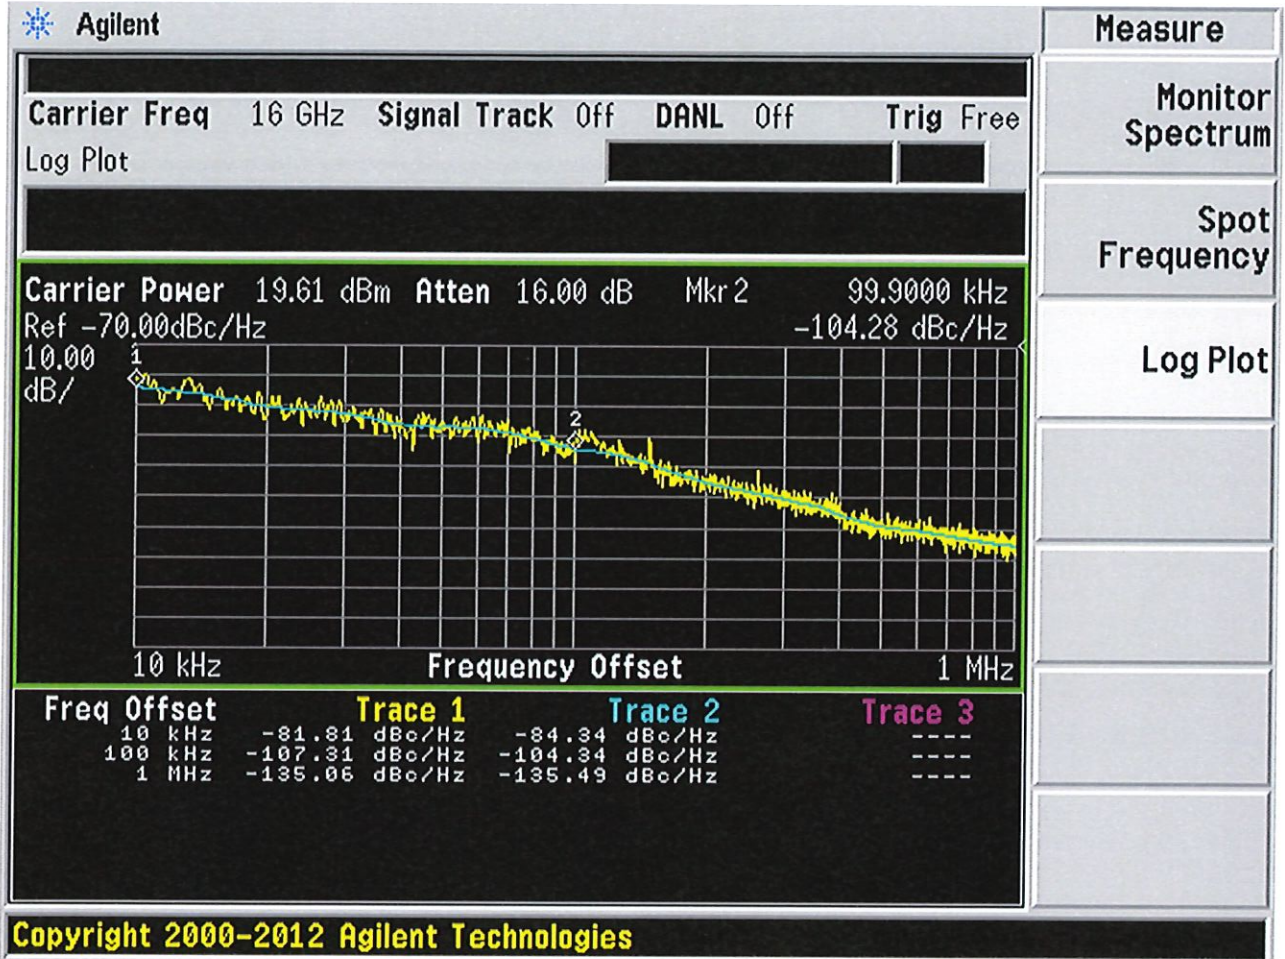 Agilent
Measure
Carrier Freq 16 GHz Signal Track Off DANL Off Trig Free
Log Plot
Monitor
Spectrum
Spot
Frequency
Log Plot
Carrier Power 19.61 dBm Atten 16.00 dB Mkr 2 99.9000 kHz
Ref -70.00dBc/Hz -104.28 dBc/Hz
10.00
dB/
1
2
10 kHz Frequency Offset 1 MHz
Freq Offset Trace 1 Trace 2 Trace 3
10 kHz -81.81 dBc/Hz -84.34 dBc/Hz ----
100 kHz -107.31 dBc/Hz -104.34 dBc/Hz ----
1 MHz -135.06 dBc/Hz -135.49 dBc/Hz ----
Copyright 2000-2012 Agilent Technologies